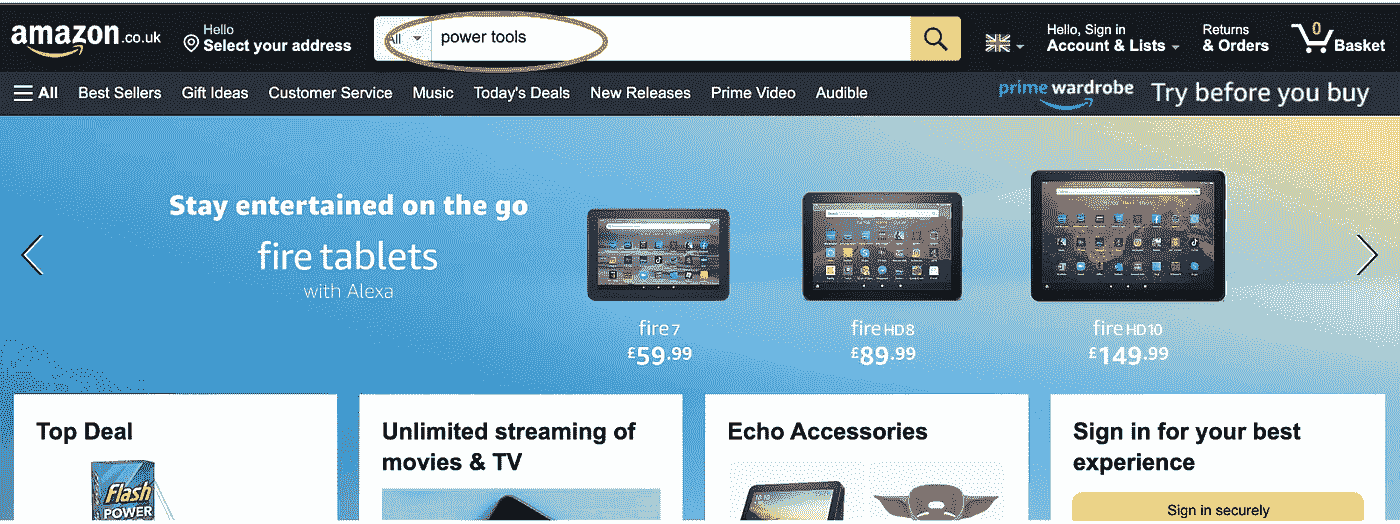 amazon.co.uk
Hello
Select your address
All
power tools
Hello, Sign in
Account & Lists
Returns
& Orders
0
Basket
All Best Sellers Gift Ideas Customer Service Music Today's Deals New Releases Prime Video Audible
prime wardrobe Try before you buy
Stay entertained on the go
fire tablets
with Alexa
fire 7
£59.99
fire HD8
£89.99
fire HD10
£149.99
Top Deal
Flash
POWER
Unlimited streaming of
movies & TV
Echo Accessories
Sign in for your best
experience
Sign in securely